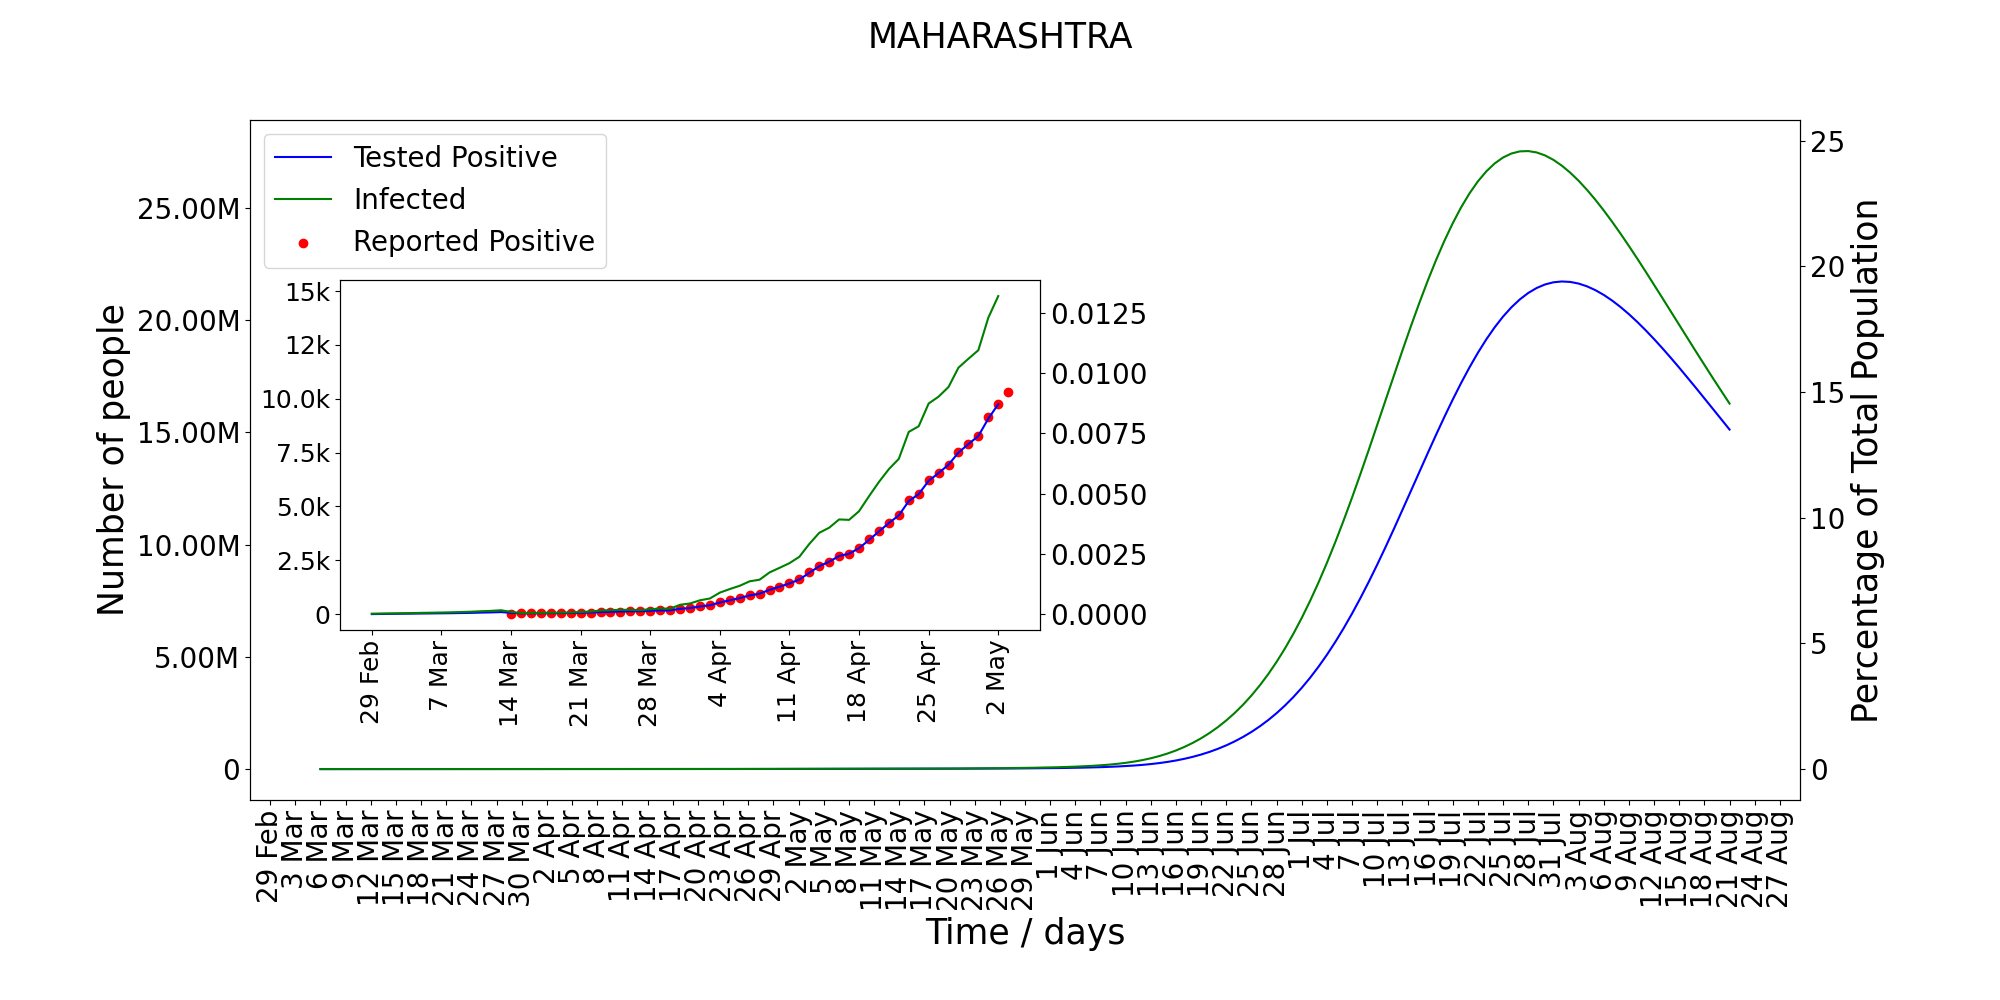 MAHARASHTRA
Tested Positive
Infected
Reported Positive
Number of people
25.00M
20.00M
15.00M
10.00M
5.00M
0
15k
12k
10.0k
7.5k
5.0k
2.5k
0
0.0125
0.0100
0.0075
0.0050
0.0025
0.0000
29 Feb
7 Mar
14 Mar
21 Mar
28 Mar
4 Apr
11 Apr
18 Apr
25 Apr
2 May
25
20
15
10
5
0
Percentage of Total Population
29 Feb
3 Mar
6 Mar
9 Mar
12 Mar
15 Mar
18 Mar
21 Mar
24 Mar
27 Mar
30 Mar
2 Apr
5 Apr
8 Apr
11 Apr
14 Apr
17 Apr
20 Apr
23 Apr
26 Apr
29 Apr
2 May
5 May
8 May
11 May
14 May
17 May
20 May
23 May
26 May
29 May
1 Jun
4 Jun
7 Jun
10 Jun
13 Jun
16 Jun
19 Jun
22 Jun
25 Jun
28 Jun
1 Jul
4 Jul
7 Jul
10 Jul
13 Jul
16 Jul
19 Jul
22 Jul
25 Jul
28 Jul
31 Jul
3 Aug
6 Aug
9 Aug
12 Aug
15 Aug
18 Aug
21 Aug
24 Aug
27 Aug
Time / days